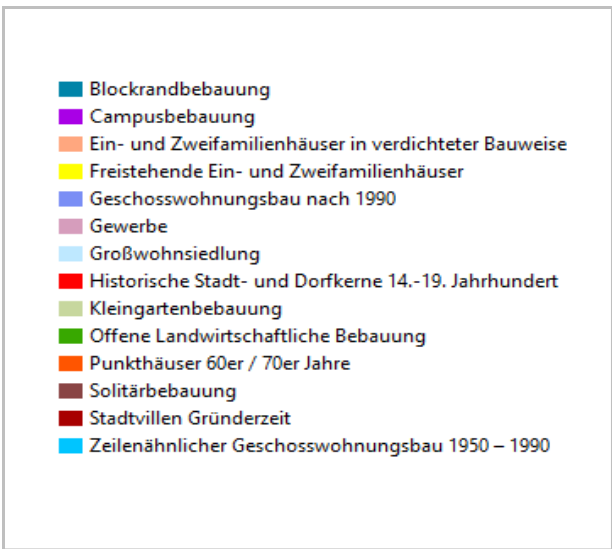 Blockrandbebauung
Campusbebauung
Ein- und Zweifamilienhäuser in verdichteter Bauweise
Freistehende Ein- und Zweifamilienhäuser
Geschosswohnungsbau nach 1990
Gewerbe
Großwohnsiedlung
Historische Stadt- und Dorfkerne 14.-19. Jahrhundert
Kleingartenbebauung
Offene Landwirtschaftliche Bebauung
Punkthäuser 60er / 70er Jahre
Solitärbebauung
Stadtvillen Gründerzeit
Zeilenähnlicher Geschosswohnungsbau 1950 – 1990